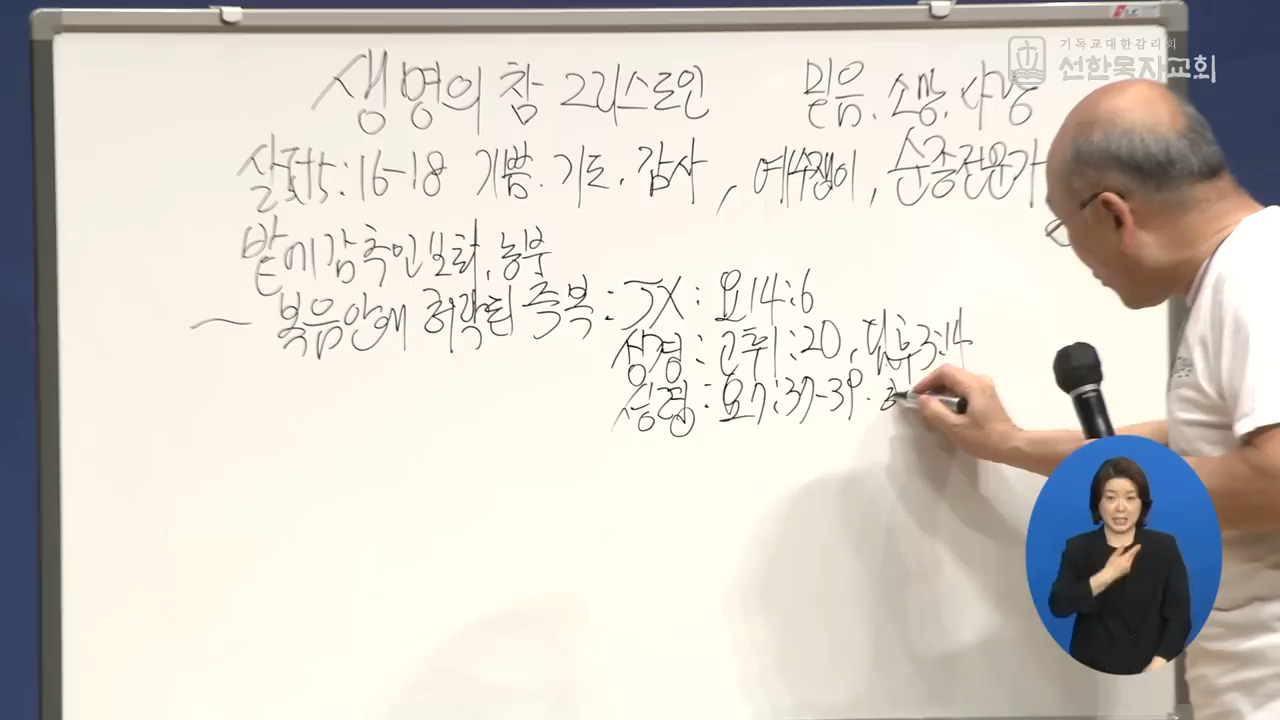 기독교대한감리회
선한목자교회
생명의 참 그리스도인 믿음. 소망. 사랑
살전5:16-18 기쁨. 기도. 감사, 예수쟁이, 순종전문가
밭에 감추인 보화, 농부
~ 복음안에 허락된 축복: JX: 요14:6
성경: 고후1:20, 딤후3:14
성령: 요7:37-39.